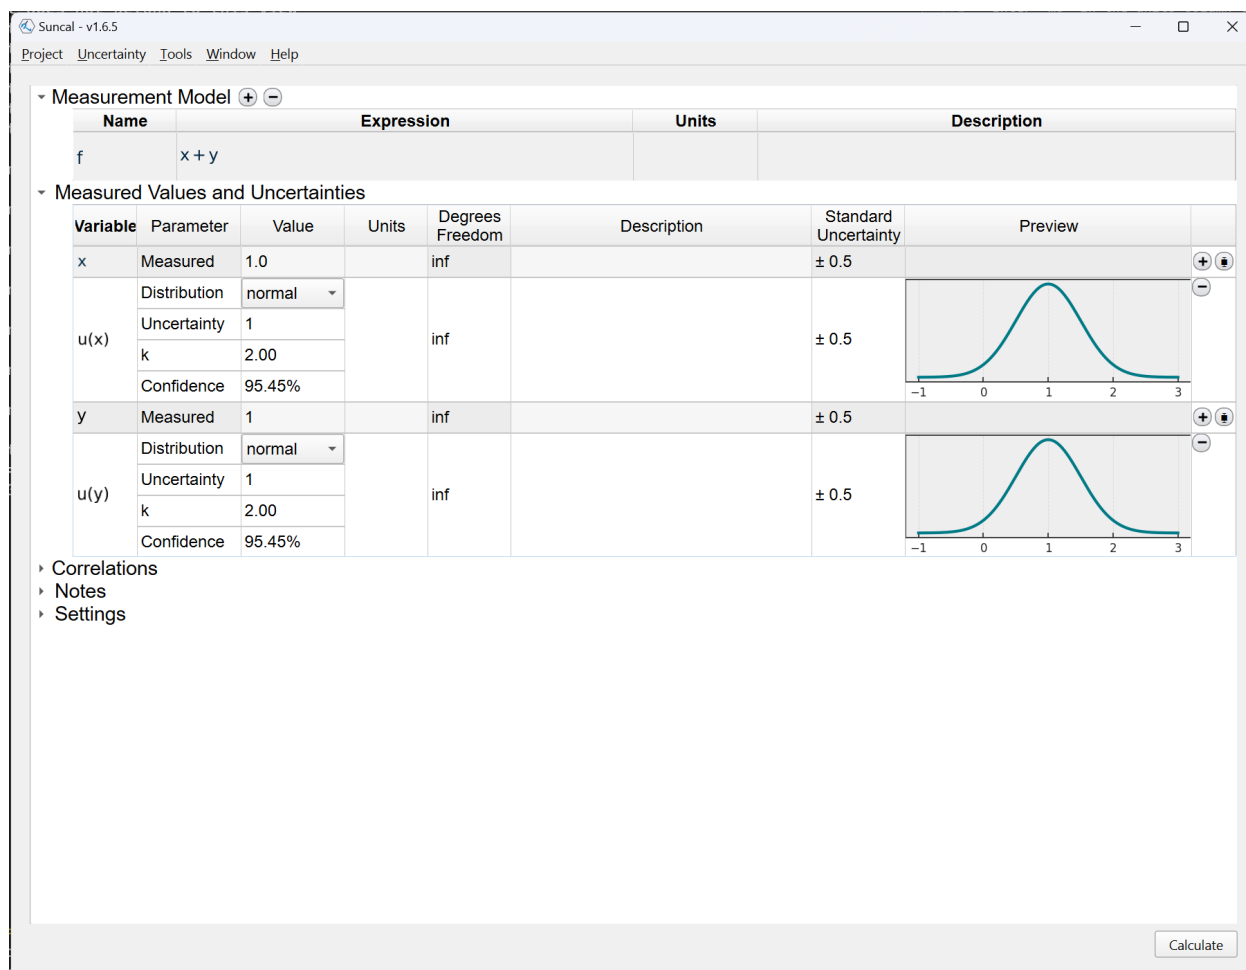 Suncal - v1.6.5
Project Uncertainty Tools Window Help
Measurement Model
Name Expression Units Description
f x + y
Measured Values and Uncertainties
Variable Parameter Value Units Degrees Freedom Description Standard Uncertainty Preview
x Measured 1.0 inf ± 0.5
u(x) Distribution normal inf ± 0.5
Uncertainty 1
k 2.00
Confidence 95.45%
−1 0 1 2 3
y Measured 1 inf ± 0.5
u(y) Distribution normal inf ± 0.5
Uncertainty 1
k 2.00
Confidence 95.45%
−1 0 1 2 3
Correlations
Notes
Settings
Calculate